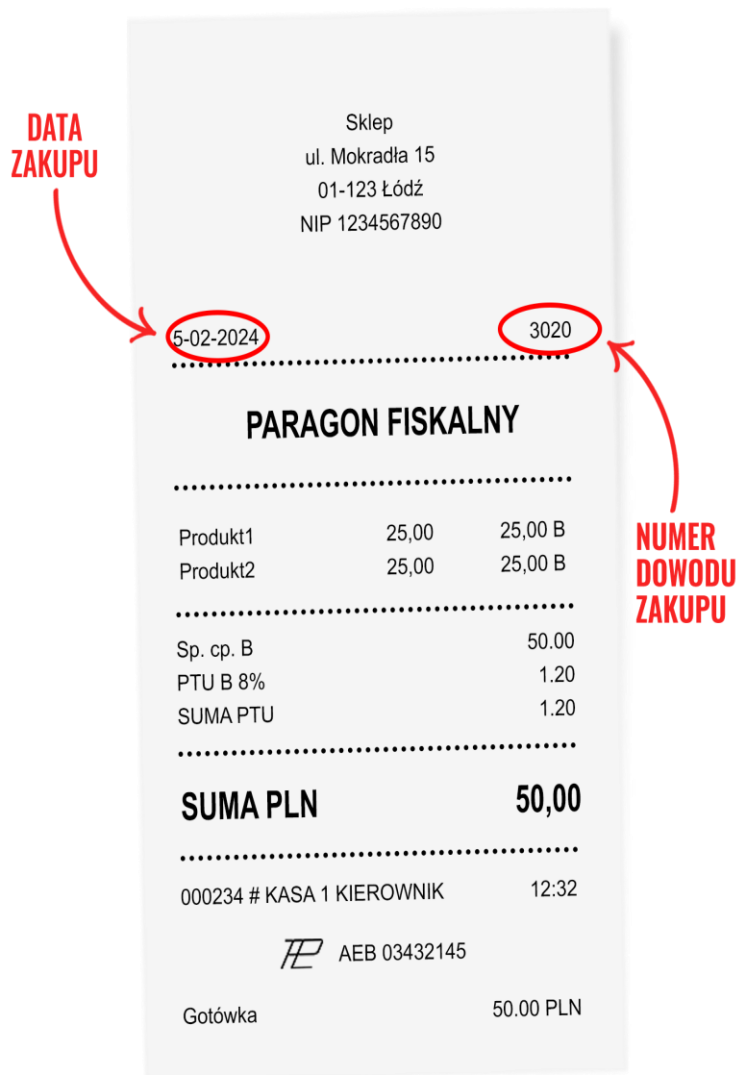 DATA
ZAKUPU
Sklep
ul. Mokradła 15
01-123 Łódź
NIP 1234567890
5-02-2024 3020
PARAGON FISKALNY
Produkt1 25,00 25,00 B
Produkt2 25,00 25,00 B
NUMER
DOWODU
ZAKUPU
Sp. cp. B 50.00
PTU B 8% 1.20
SUMA PTU 1.20
SUMA PLN 50,00
000234 # KASA 1 KIEROWNIK 12:32
PL AEB 03432145
Gotówka 50.00 PLN